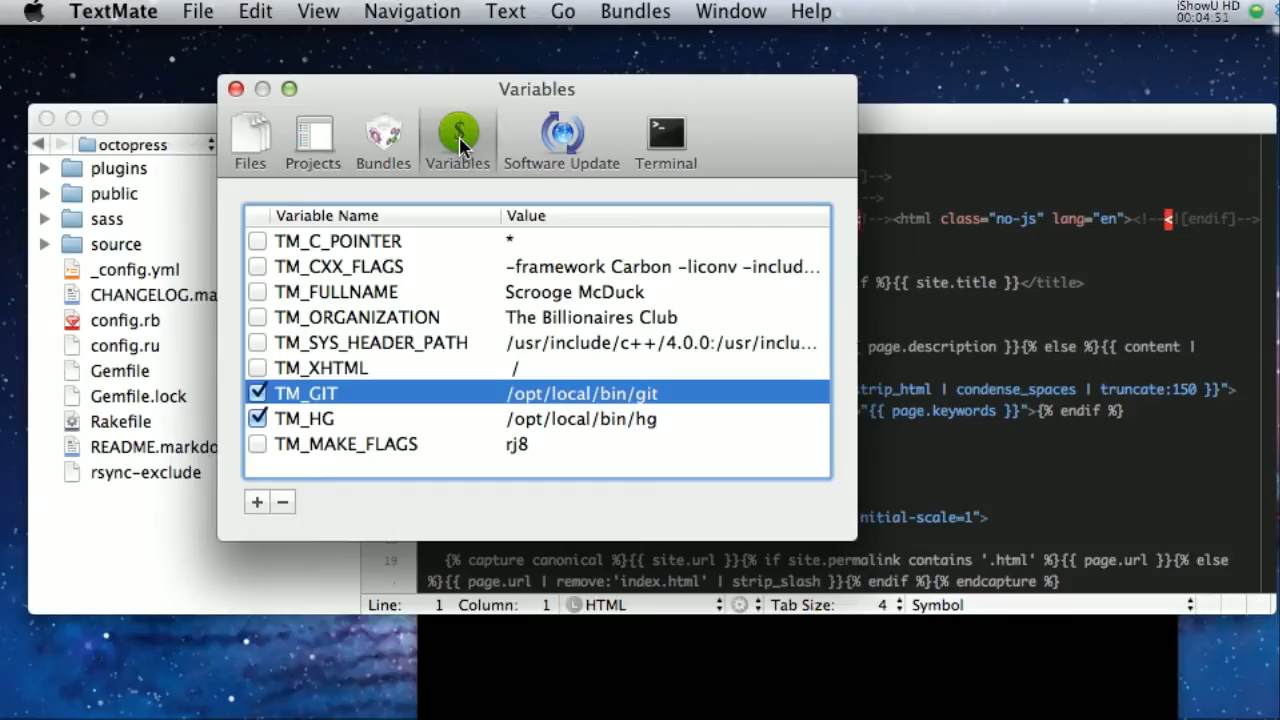 TextMate File Edit View Navigation Text Go Bundles Window Help
iShowU HD
00:04:51
Variables
Files Projects Bundles Variables Software Update Terminal
Variable Name Value
TM_C_POINTER *
TM_CXX_FLAGS -framework Carbon -liconv -includ...
TM_FULLNAME Scrooge McDuck
TM_ORGANIZATION The Billionaires Club
TM_SYS_HEADER_PATH /usr/include/c++/4.0.0:/usr/inclu...
TM_XHTML /
TM_GIT /opt/local/bin/git
TM_HG /opt/local/bin/hg
TM_MAKE_FLAGS rj8
+ −
octopress
plugins
public
sass
source
_config.yml
CHANGELOG.ma
config.rb
config.ru
Gemfile
Gemfile.lock
Rakefile
README.markdo
rsync-exclude
]-->
-->
!--><html class="no-js" lang="en"><!--<![endif]-->
f %}{{ site.title }}</title>
page.description }}{% else %}{{ content |
strip_html | condense_spaces | truncate:150 }}">
"{{ page.keywords }}">{% endif %}
nitial-scale=1">
19 {% capture canonical %}{{ site.url }}{% if site.permalink contains '.html' %}{{ page.url }}{% else
%}{{ page.url | remove:'index.html' | strip_slash }}{% endif %}{% endcapture %}
Line: 1 Column: 1 L HTML Tab Size: 4 Symbol